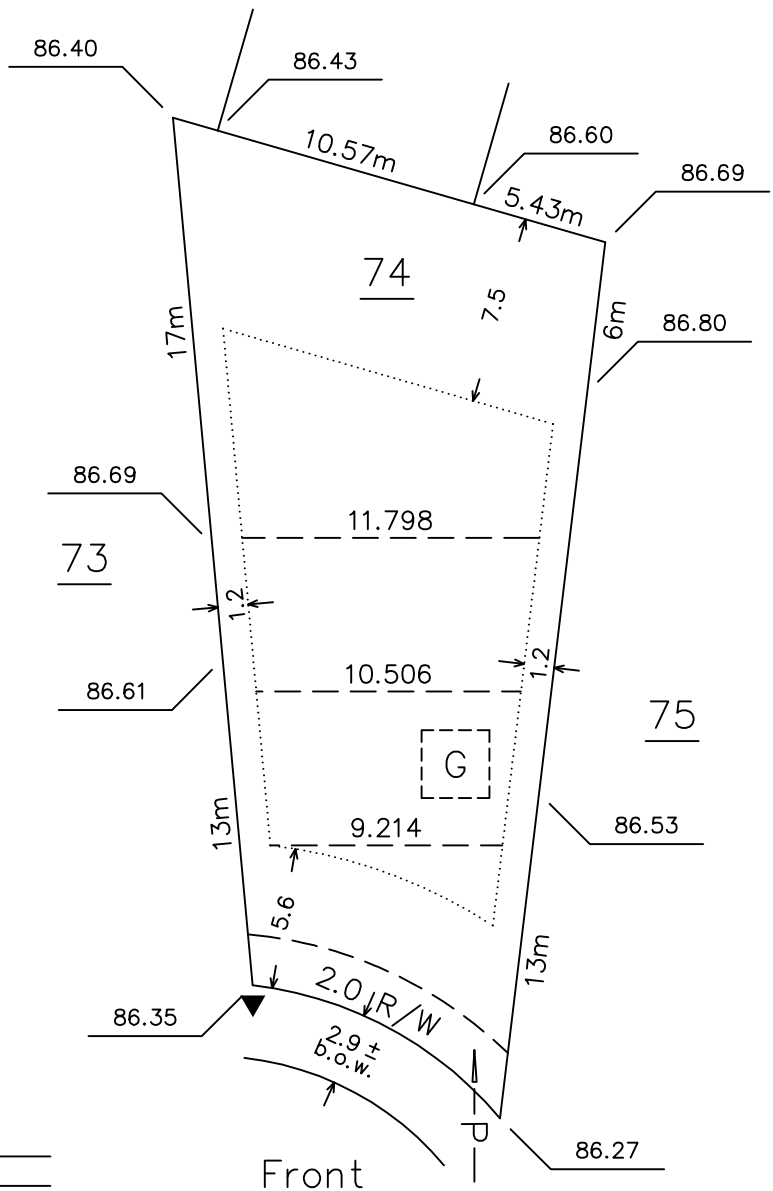 86.40
86.43
10.57m
86.60
5.43m
86.69
74
7.5
17m
6m
86.80
86.69
11.798
73
1.2
10.506
1.2
86.61
75
G
13m
9.214
86.53
5.6
13m
2.0 R/W
86.35
2.9 ±
b.o.w.
P
86.27
Front